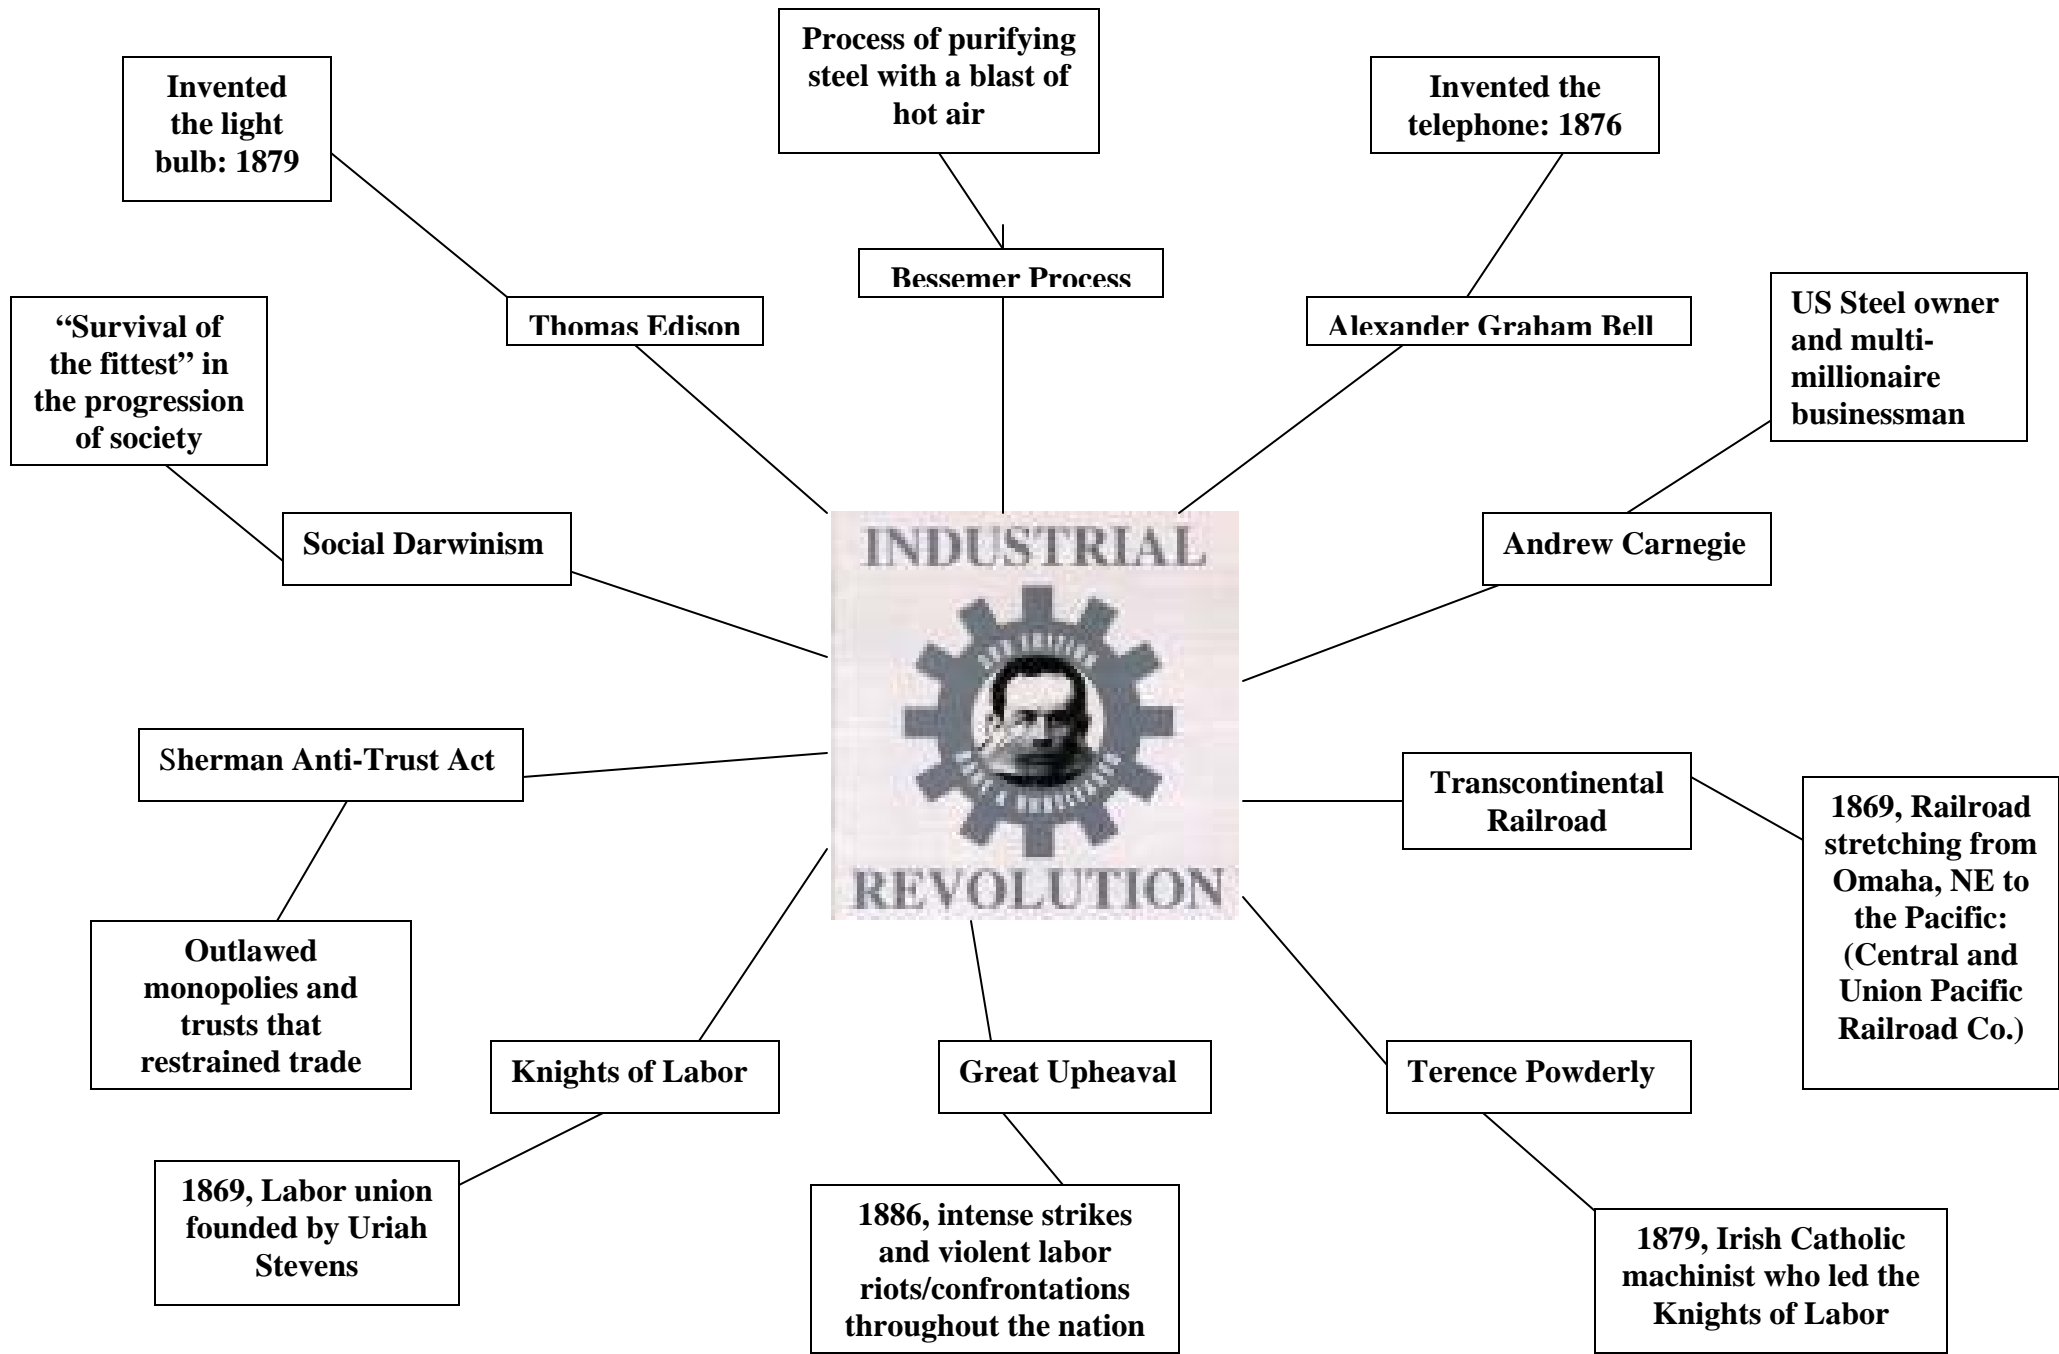 Process of purifying
steel with a blast of
hot air
Invented
the light
bulb: 1879
Invented the
telephone: 1876
Bessemer Process
Thomas Edison
Alexander Graham Bell
US Steel owner
and multi-
millionaire
businessman
“Survival of
the fittest” in
the progression
of society
Social Darwinism
Andrew Carnegie
INDUSTRIAL
REVOLUTION
Sherman Anti-Trust Act
Transcontinental
Railroad
1869, Railroad
stretching from
Omaha, NE to
the Pacific:
(Central and
Union Pacific
Railroad Co.)
Outlawed
monopolies and
trusts that
restrained trade
Knights of Labor
Great Upheaval
Terence Powderly
1869, Labor union
founded by Uriah
Stevens
1886, intense strikes
and violent labor
riots/confrontations
throughout the nation
1879, Irish Catholic
machinist who led the
Knights of Labor